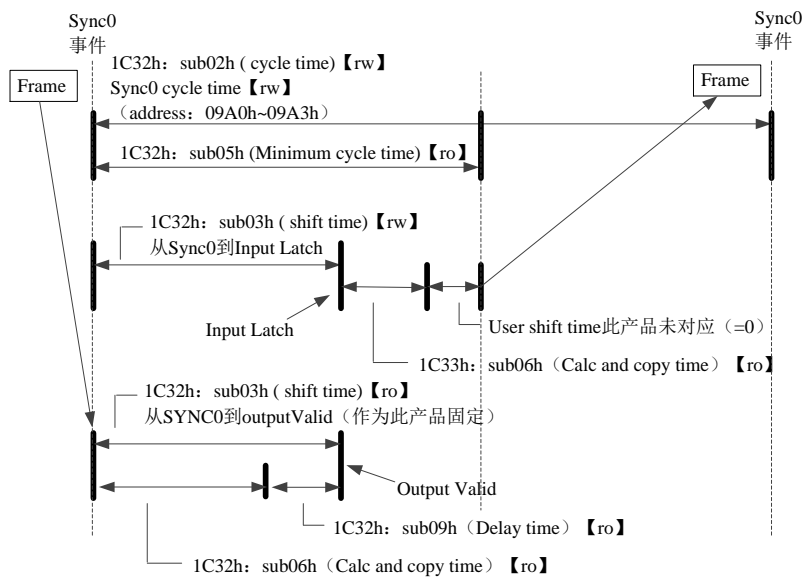 Sync0
事件
Sync0
事件
1C32h：sub02h ( cycle time)【rw】
Frame
Sync0 cycle time【rw】
Frame
（address：09A0h~09A3h）
1C32h：sub05h (Minimum cycle time)【ro】
1C32h：sub03h ( shift time)【rw】
从Sync0到Input Latch
Input Latch
User shift time此产品未对应（=0）
1C33h：sub06h（Calc and copy time）【ro】
1C32h：sub03h ( shift time)【ro】
从SYNC0到outputValid（作为此产品固定）
Output Valid
1C32h：sub09h（Delay time）【ro】
1C32h：sub06h（Calc and copy time）【ro】